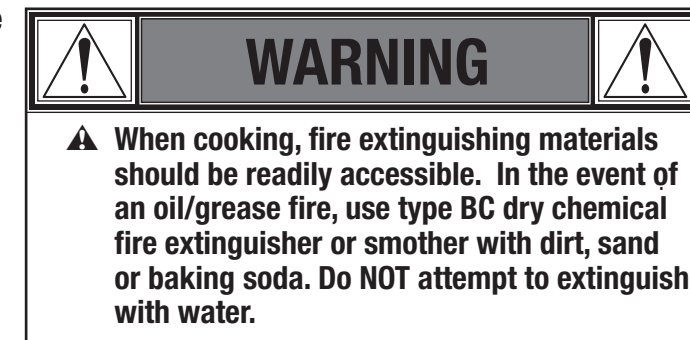 e
WARNING
When cooking, fire extinguishing materials
should be readily accessible. In the event of
an oil/grease fire, use type BC dry chemical
fire extinguisher or smother with dirt, sand
or baking soda. Do NOT attempt to extinguish
with water.